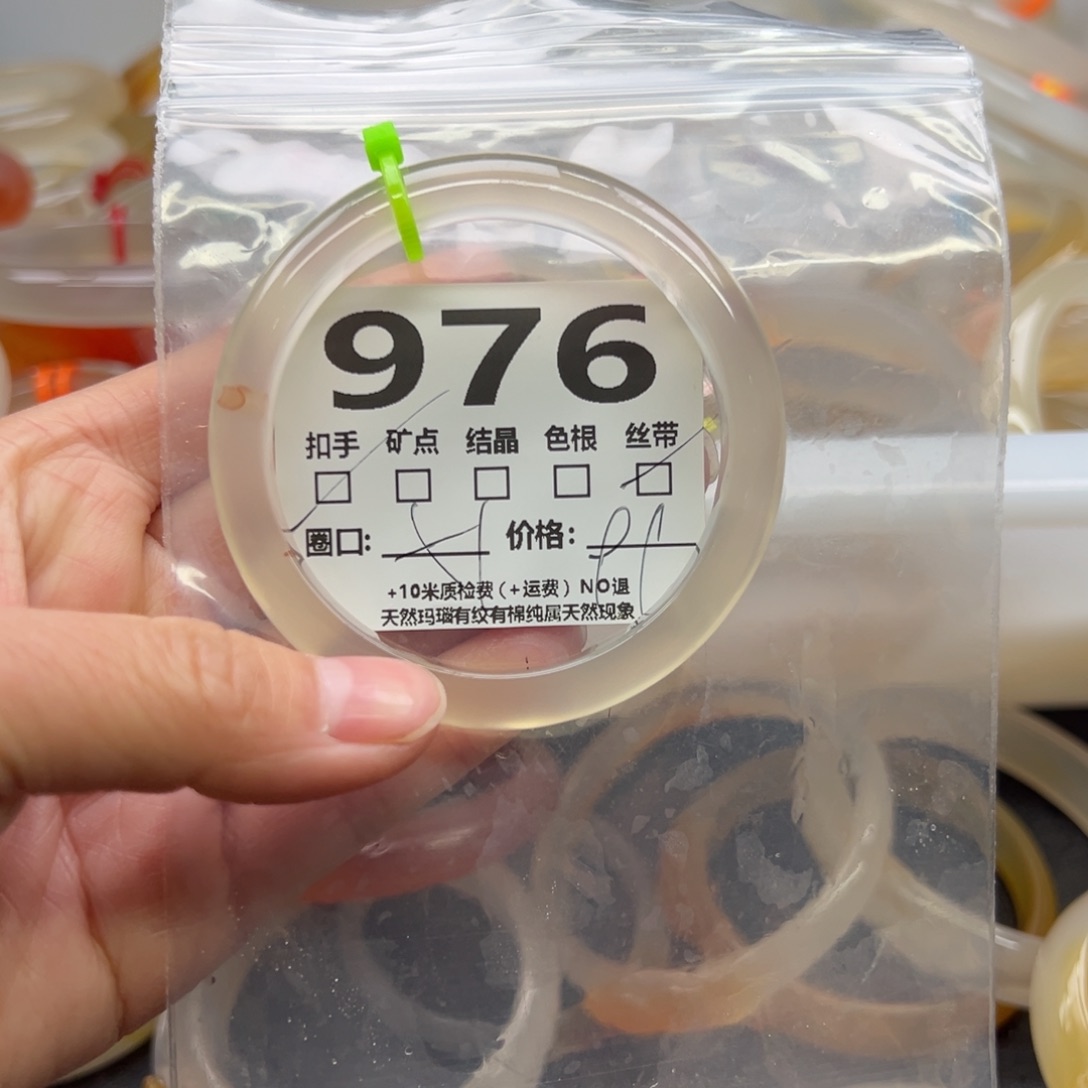 976
扣手 矿点 结晶 色根 丝带
圈口: 价格:
+10米质检费(+运费)NO退
天然玛瑙有纹有棉纯属天然现象